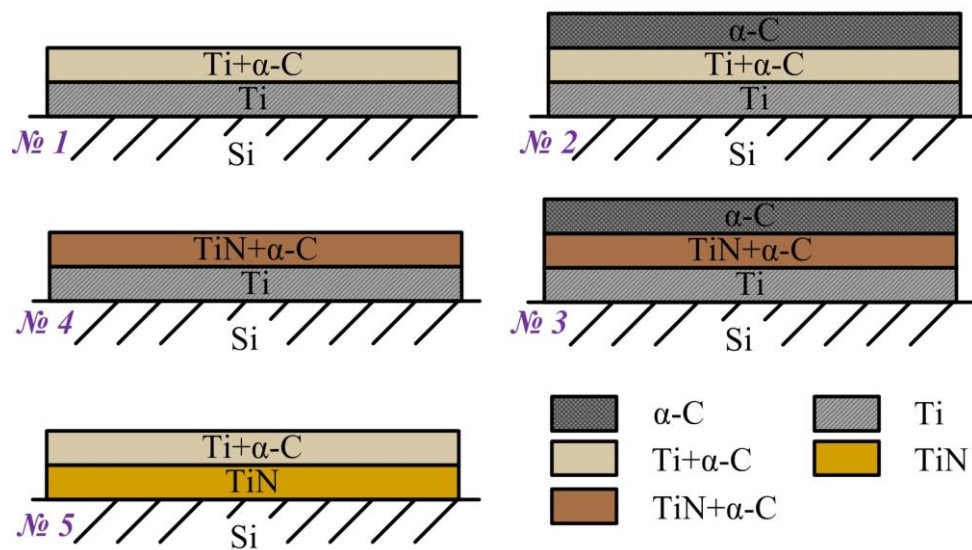 Ti+α-C
Ti
Si
№ 1
α-C
Ti+α-C
Ti
Si
№ 2
TiN+α-C
Ti
Si
№ 4
α-C
TiN+α-C
Ti
Si
№ 3
Ti+α-C
TiN
Si
№ 5
α-C
Ti+α-C
TiN+α-C
Ti
TiN